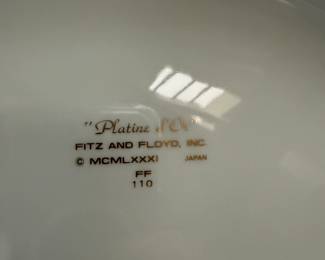 "Platine d'Or"
FITZ AND FLOYD, INC.
© MCMLXXXI JAPAN
FF
110